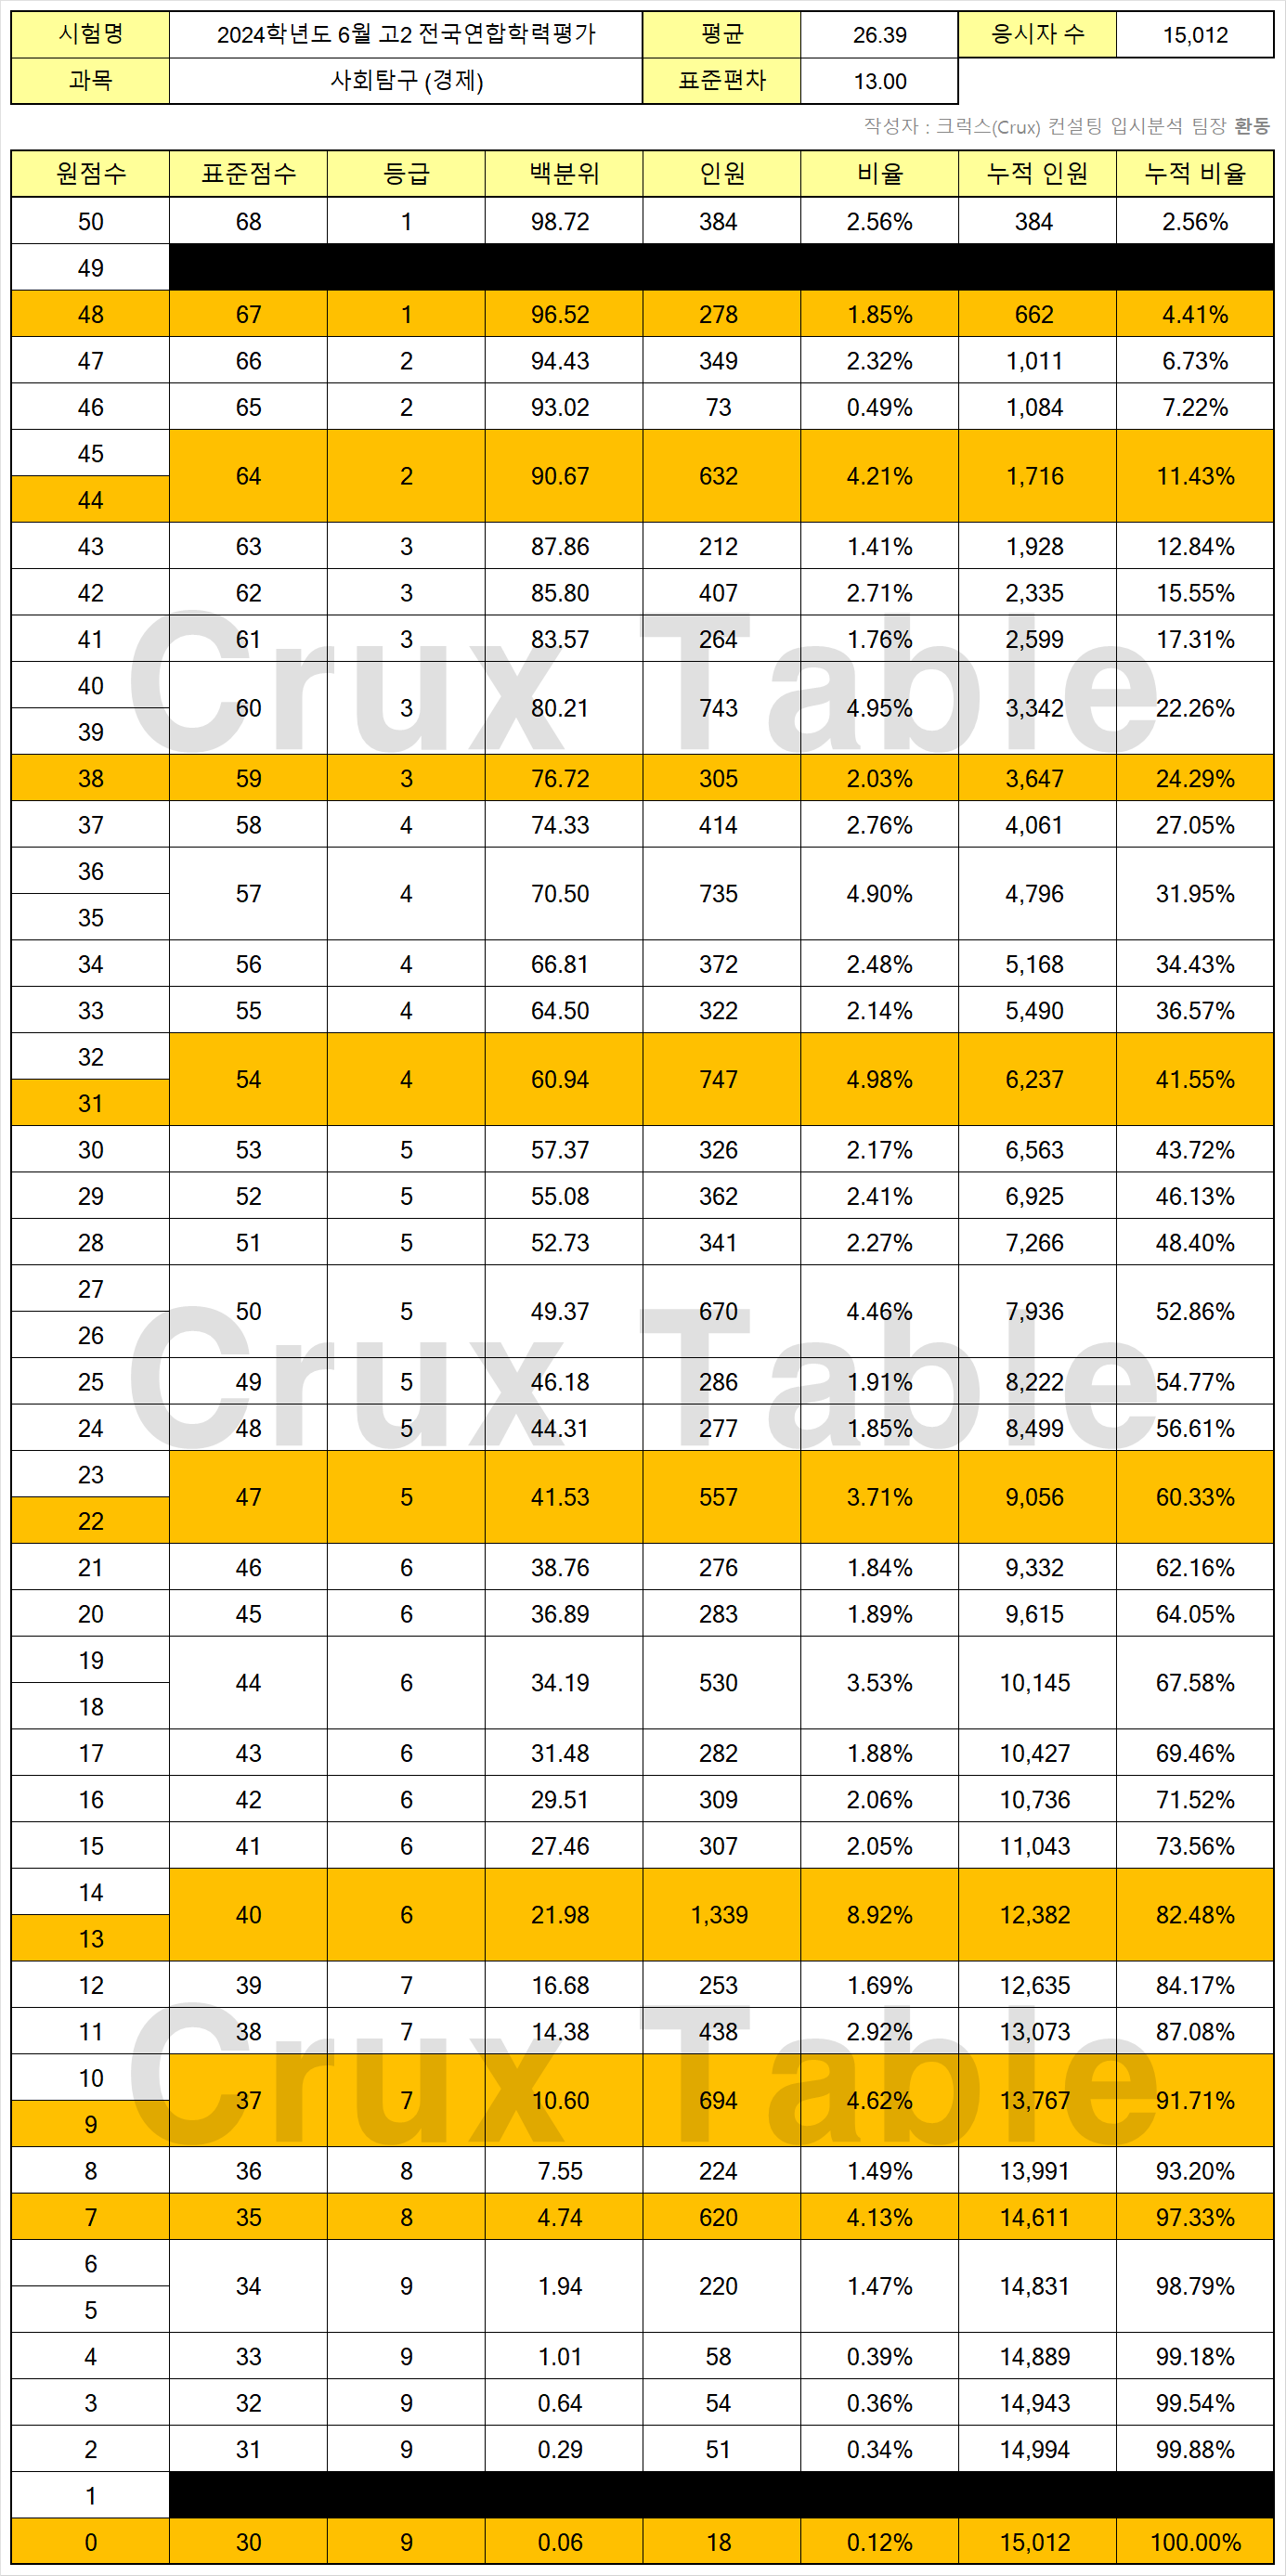 시험명 2024학년도 6월 고2 전국연합학력평가 평균 26.39 응시자 수 15,012
과목 사회탐구 (경제) 표준편차 13.00
작성자 : 크럭스(Crux) 컨설팅 입시분석 팀장 환동
원점수 표준점수 등급 백분위 인원 비율 누적 인원 누적 비율
50 68 1 98.72 384 2.56% 384 2.56%
49
48 67 1 96.52 278 1.85% 662 4.41%
47 66 2 94.43 349 2.32% 1,011 6.73%
46 65 2 93.02 73 0.49% 1,084 7.22%
45
64 2 90.67 632 4.21% 1,716 11.43%
44
43 63 3 87.86 212 1.41% 1,928 12.84%
42 62 3 85.80 407 2.71% 2,335 15.55%
41 61 3 83.57 264 1.76% 2,599 17.31%
Crux Table
40
60 3 80.21 743 4.95% 3,342 22.26%
39
38 59 3 76.72 305 2.03% 3,647 24.29%
37 58 4 74.33 414 2.76% 4,061 27.05%
36
57 4 70.50 735 4.90% 4,796 31.95%
35
34 56 4 66.81 372 2.48% 5,168 34.43%
33 55 4 64.50 322 2.14% 5,490 36.57%
32
54 4 60.94 747 4.98% 6,237 41.55%
31
30 53 5 57.37 326 2.17% 6,563 43.72%
29 52 5 55.08 362 2.41% 6,925 46.13%
28 51 5 52.73 341 2.27% 7,266 48.40%
27
50 5 49.37 670 4.46% 7,936 52.86%
26
Crux Table
25 49 5 46.18 286 1.91% 8,222 54.77%
24 48 5 44.31 277 1.85% 8,499 56.61%
23
47 5 41.53 557 3.71% 9,056 60.33%
22
21 46 6 38.76 276 1.84% 9,332 62.16%
20 45 6 36.89 283 1.89% 9,615 64.05%
19
44 6 34.19 530 3.53% 10,145 67.58%
18
17 43 6 31.48 282 1.88% 10,427 69.46%
16 42 6 29.51 309 2.06% 10,736 71.52%
15 41 6 27.46 307 2.05% 11,043 73.56%
14
40 6 21.98 1,339 8.92% 12,382 82.48%
13
12 39 7 16.68 253 1.69% 12,635 84.17%
11 38 7 14.38 438 2.92% 13,073 87.08%
Crux Table
10
37 7 10.60 694 4.62% 13,767 91.71%
9
8 36 8 7.55 224 1.49% 13,991 93.20%
7 35 8 4.74 620 4.13% 14,611 97.33%
6
34 9 1.94 220 1.47% 14,831 98.79%
5
4 33 9 1.01 58 0.39% 14,889 99.18%
3 32 9 0.64 54 0.36% 14,943 99.54%
2 31 9 0.29 51 0.34% 14,994 99.88%
1
0 30 9 0.06 18 0.12% 15,012 100.00%